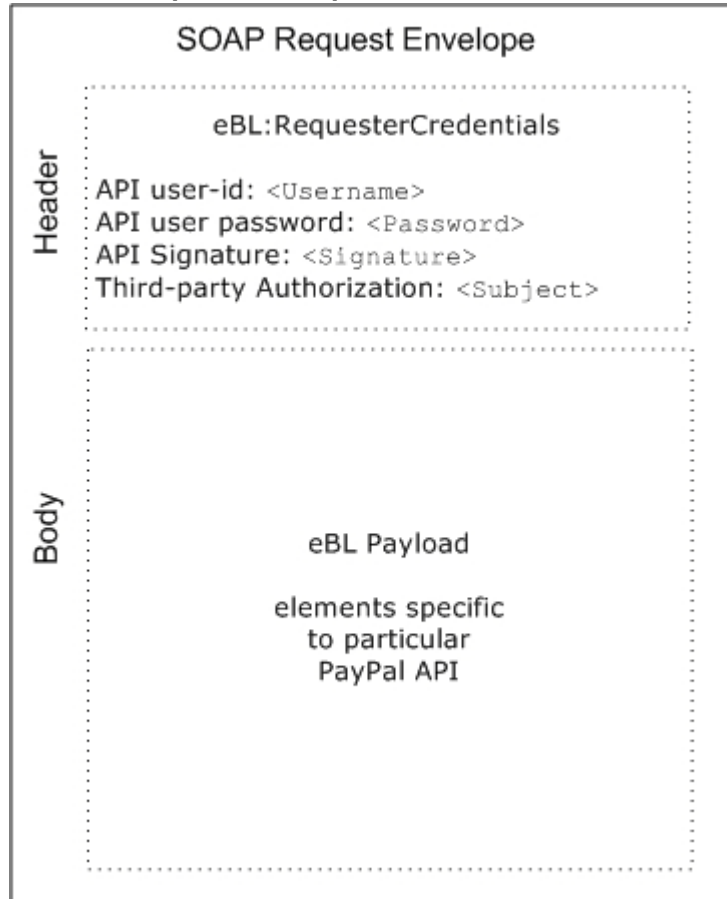 SOAP Request Envelope
Header
eBL:RequesterCredentials
API user-id: <Username>
API user password: <Password>
API Signature: <Signature>
Third-party Authorization: <Subject>
Body
eBL Payload
elements specific
to particular
PayPal API